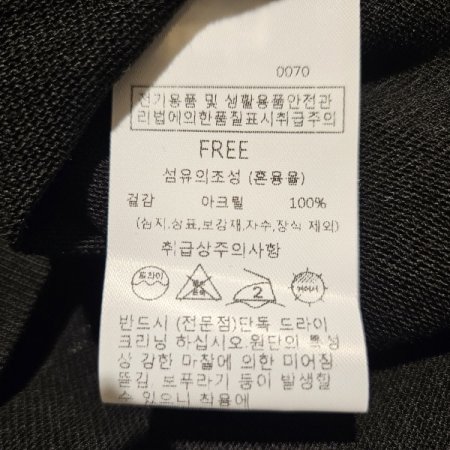 0070
전기용품 및 생활용품안전관
리법에의한품질표시취급주의
FREE
섬유의조성 (혼용율)
겉감 아크릴 100%
(심지,상표,보강재,자수,장식 제외)
취급상주의사항
드라이
2
반드시 (전문점)단독 드라이
크리닝 하십시오.원단의 특성
상 강한 마찰에 의한 미어짐
뜯김, 보푸라기 등이 발생할
수 있으니 착용에